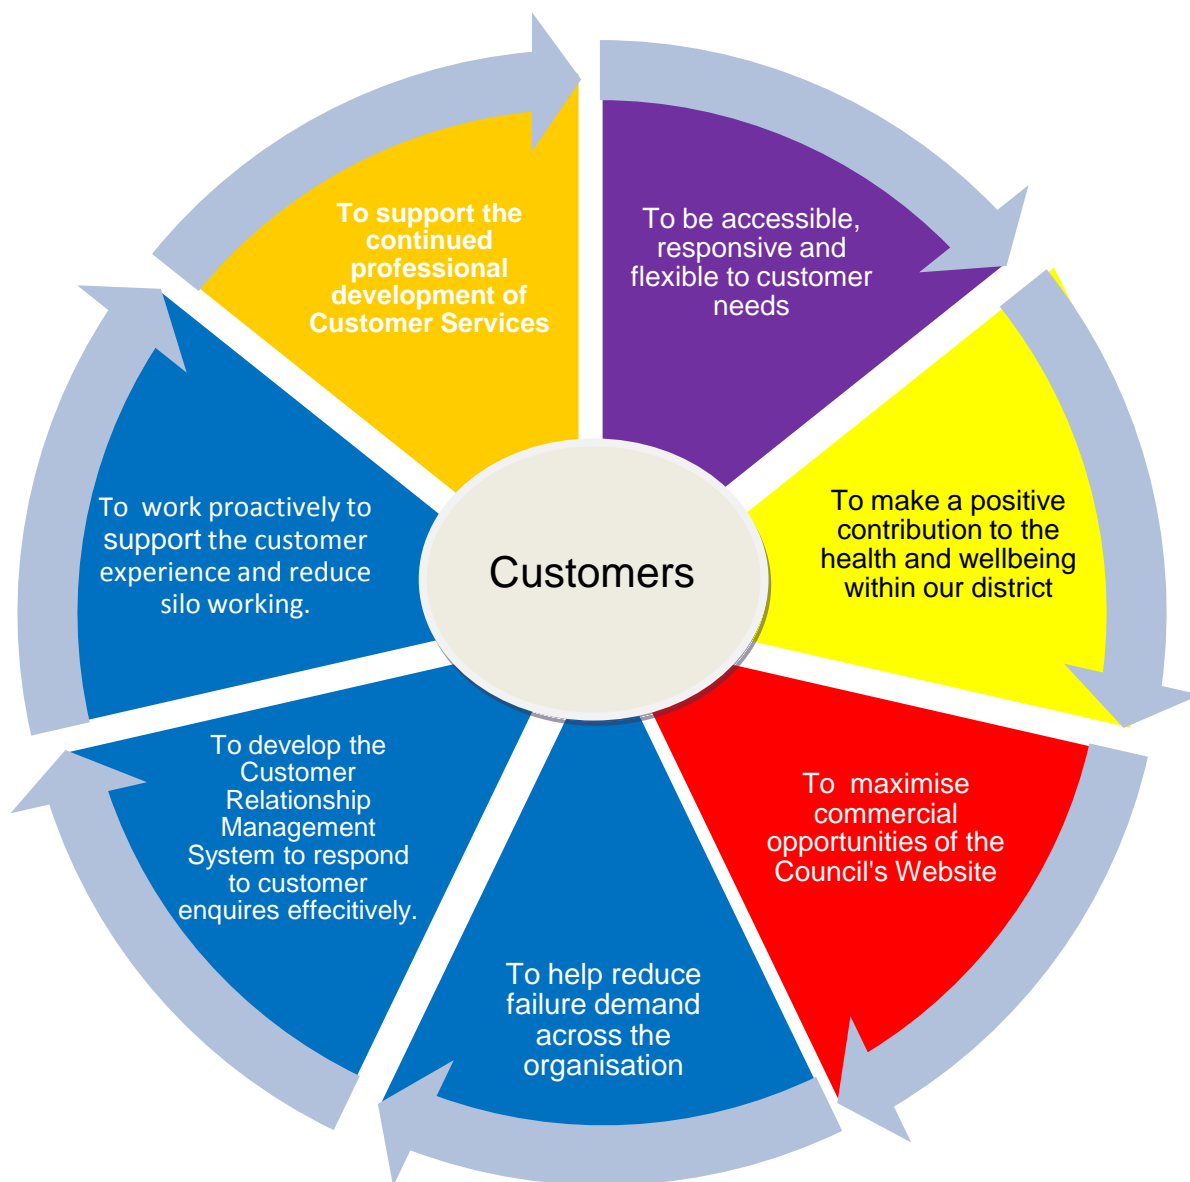 To support the
continued
professional
development of
Customer Services
To be accessible,
responsive and
flexible to customer
needs
To make a positive
contribution to the
health and wellbeing
within our district
To  maximise
commercial
opportunities of the
Council's Website
To help reduce
failure demand
across the
organisation
To develop the
Customer
Relationship
Management
System to respond
to customer
enquires effecitively.
To  work proactively to
support the customer
experience and reduce
silo working.
Customers